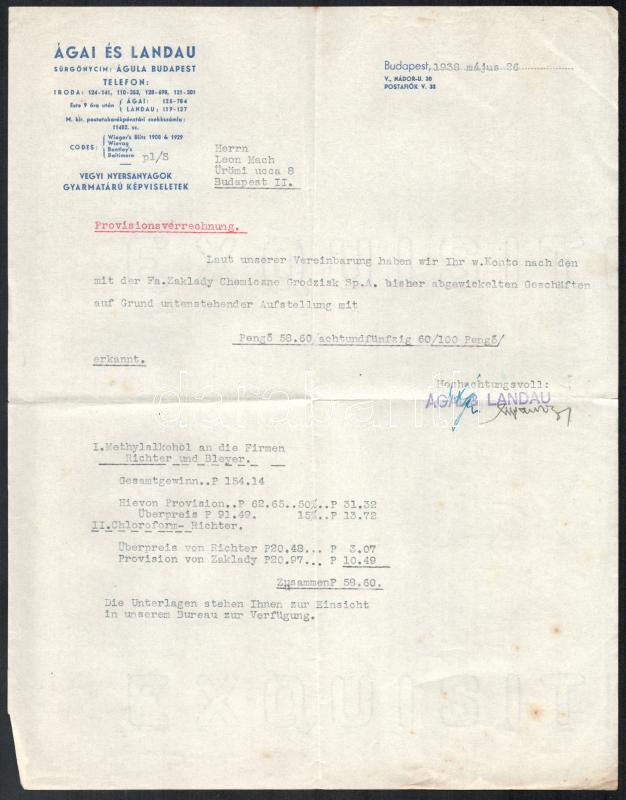 ÁGAI ÉS LANDAU
SÜRGÖNYCIM: ÁGULA BUDAPEST
TELEFON:
IRODA: 124-141, 110-353, 128-698, 121-301
Este 9 óra után { ÁGAI: 125-784
LANDAU: 119-127
M. kir. postatakarékpénztári csekkszámla:
11482. sz.
CODES: { Wieger's Blitz 1908 & 1929
Wiovag
Bentley's
Baltimore
pl/S
VEGYI NYERSANYAGOK
GYARMATÁRÚ KÉPVISELETEK
Budapest, 1938 május 26
V., NÁDOR-U. 30
POSTAFIÓK V. 35
Herrn
Leon Mach
Ürömi ucca 8
Budapest II.
Provisionsverrechnung.
Laut unserer Vereinbarung haben wir Ihr w.Konto nach den
mit der Fa.Zaklady Chemiczne Grodzisk Sp.A. bisher abgewickelten Geschäften
auf Grund untenstehender Aufstellung mit
Pengő 58.60/achtundfünfzig 60/100 Pengő/
erkannt.
Hochachtungsvoll:
ÁGAI & LANDAU
I.Methylalkohol an die Firmen
Richter und Bleyer.
Gesamtgewinn..P 154.14
Hievon Provision..P 62.65..50%..P 31.32
Überpreis P 91.49. 15%..P 13.72
II.Chloroform- Richter.
Überpreis von Richter P20.48... P 3.07
Provision von Zaklady P20.97... P 10.49
ZusammenP 58.60.
Die Unterlagen stehen Ihnen zur Einsicht
in unserem Bureau zur Verfügung.